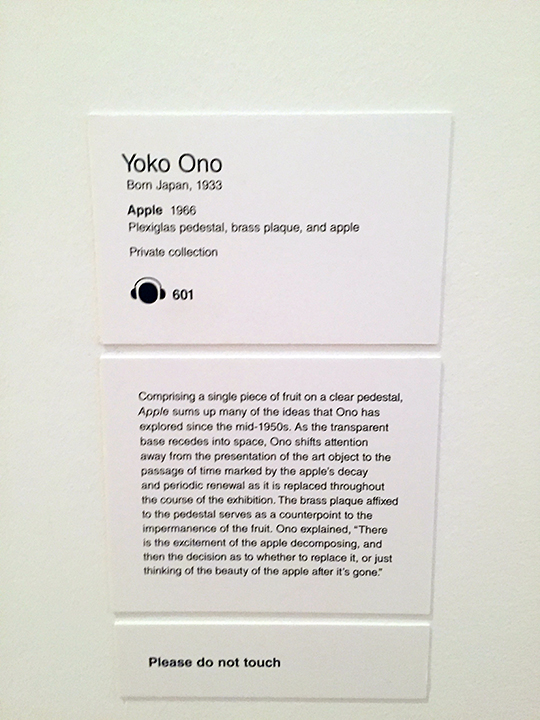 Yoko Ono
Born Japan, 1933
Apple 1966
Plexiglas pedestal, brass plaque, and apple
Private collection
601
Comprising a single piece of fruit on a clear pedestal,
Apple sums up many of the ideas that Ono has
explored since the mid-1950s. As the transparent
base recedes into space, Ono shifts attention
away from the presentation of the art object to the
passage of time marked by the apple's decay
and periodic renewal as it is replaced throughout
the course of the exhibition. The brass plaque affixed
to the pedestal serves as a counterpoint to the
impermanence of the fruit. Ono explained, “There
is the excitement of the apple decomposing, and
then the decision as to whether to replace it, or just
thinking of the beauty of the apple after it's gone.”
Please do not touch